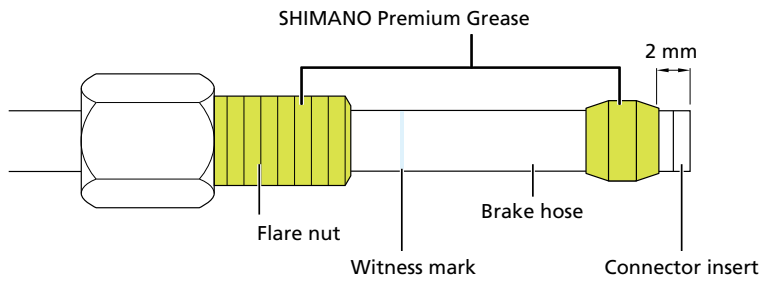 SHIMANO Premium Grease
2 mm
Brake hose
Flare nut
Witness mark
Connector insert